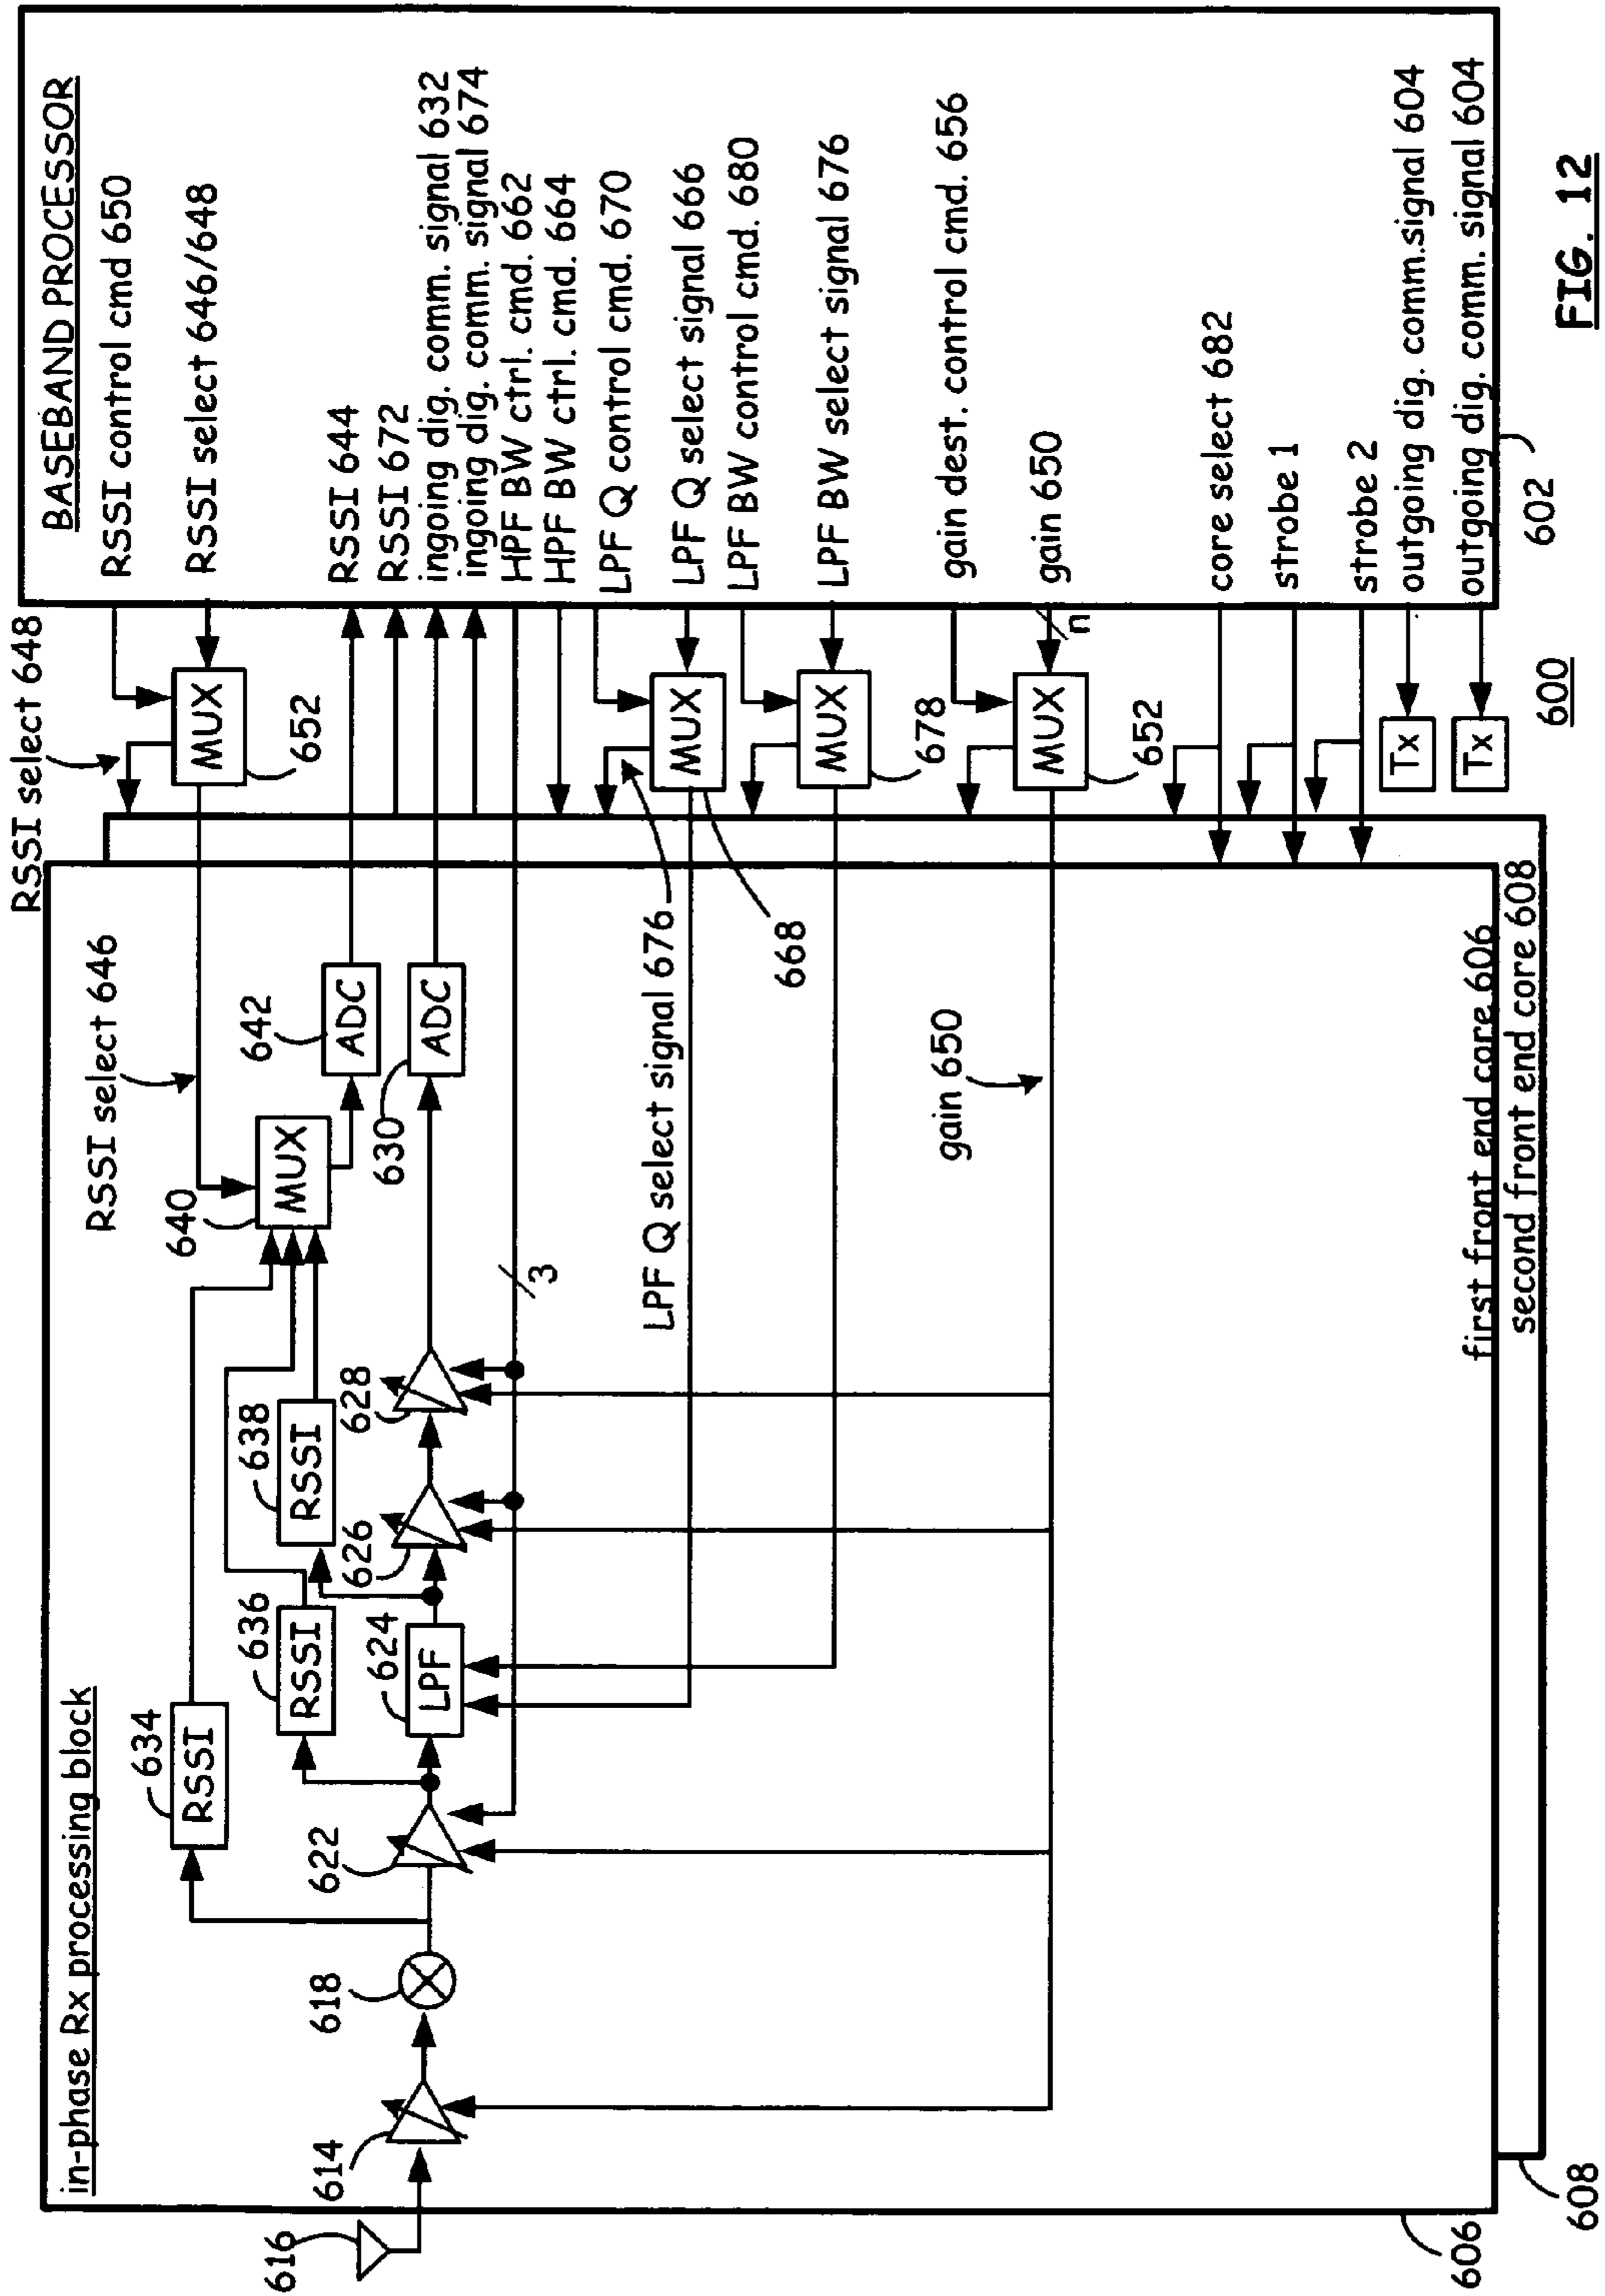 in-phase Rx processing block
BASEBAND PROCESSOR
RSSI control cmd 650
RSSI select 646/648
RSSI 644
RSSI 672
ingoing dig. comm. signal 632
ingoing dig. comm. signal 674
HPF BW ctrl. cmd. 662
HPF BW ctrl. cmd. 664
LPF Q control cmd. 670
LPF Q select signal 666
LPF BW control cmd. 680
LPF BW select signal 676
gain dest. control cmd. 656
gain 650
n
core select 682
strobe 1
strobe 2
outgoing dig. comm.signal 604
outgoing dig. comm. signal 604
602
RSSI select 648
MUX
652
MUX
668
MUX
678
MUX
652
Tx
Tx
600
RSSI select 646
640
MUX
642
ADC
630
ADC
634
RSSI
636
RSSI
638
RSSI
616
614
618
622
624
LPF
626
628
3
LPF Q select signal 676
gain 650
first front end core 606
second front end core 608
606
608
FIG. 12